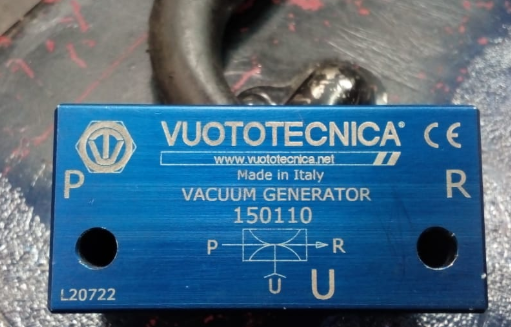 VUOTOTECNICA® CE
www.vuototecnica.net
Made in Italy
P R
VACUUM GENERATOR
150110
P R
U U
L20722